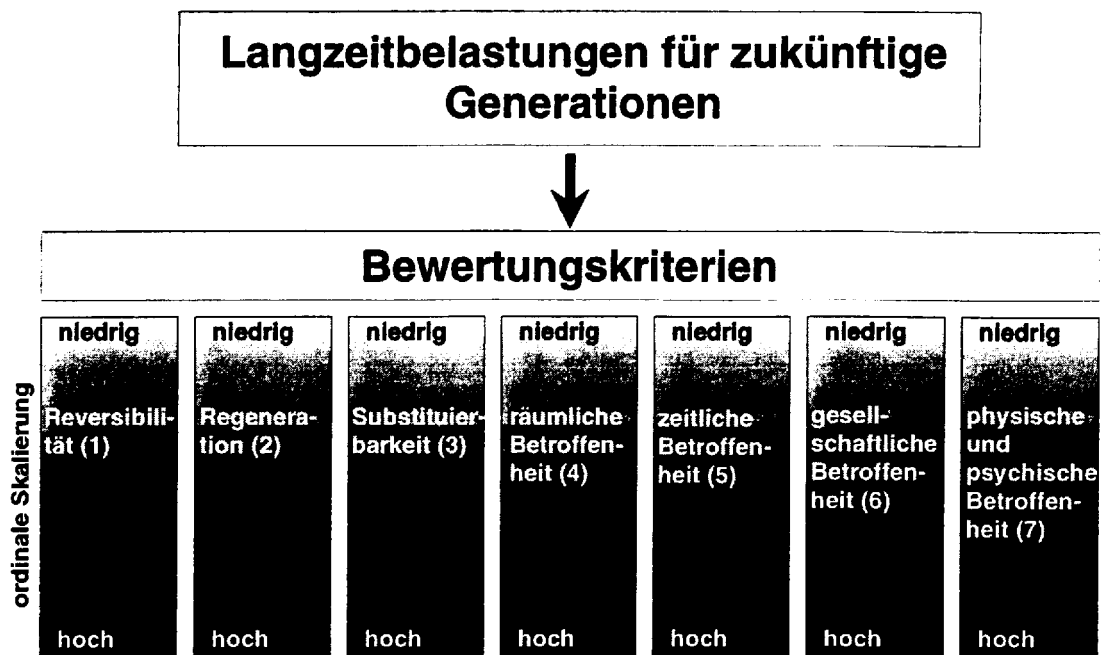 Langzeitbelastungen für zukünftige
Generationen
Bewertungskriterien
ordinale Skalierung
niedrig
Reversibili-
tät (1)
hoch
niedrig
Regenera-
tion (2)
hoch
niedrig
Substituier-
barkeit (3)
hoch
niedrig
räumliche
Betroffen-
heit (4)
hoch
niedrig
zeitliche
Betroffen-
heit (5)
hoch
niedrig
gesell-
schaftliche
Betroffen-
heit (6)
hoch
niedrig
physische
und
psychische
Betroffen-
heit (7)
hoch